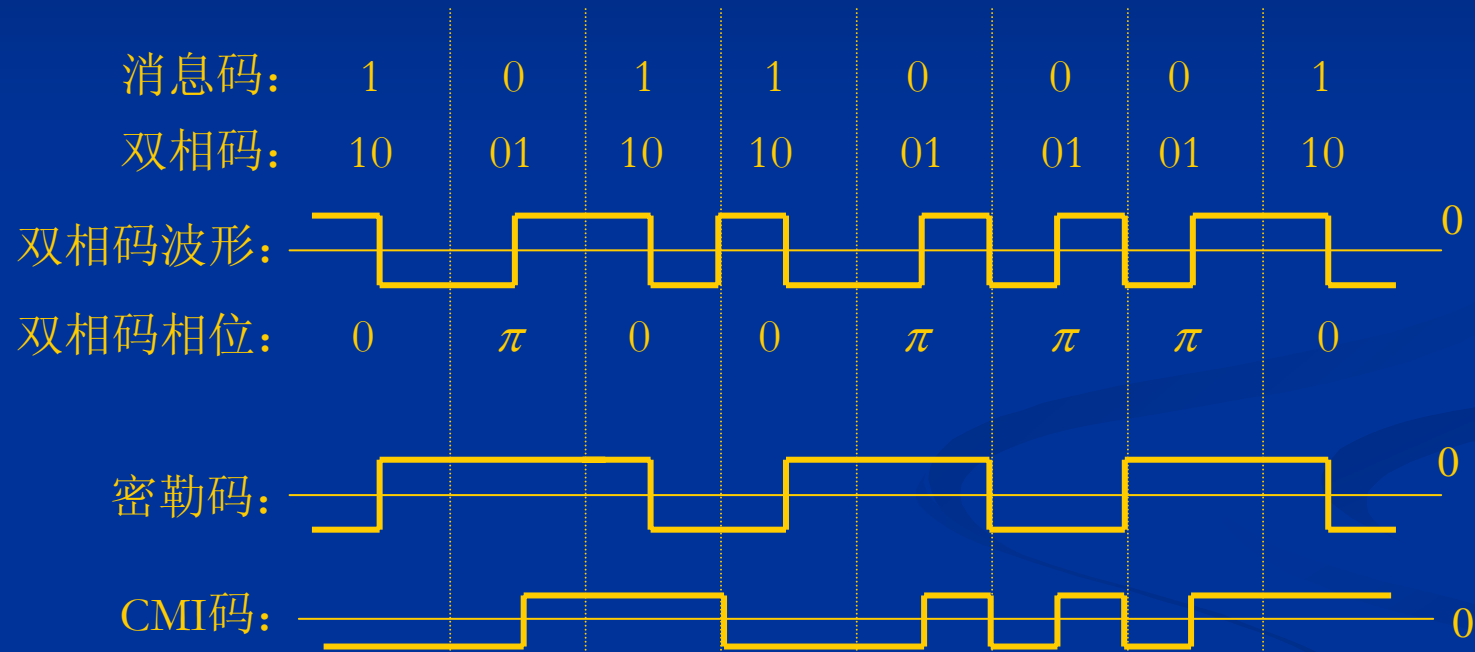 消息码: 1 0 1 1 0 0 0 1
双相码: 10 01 10 10 01 01 01 10
双相码波形: 0
双相码相位: 0 π 0 0 π π π 0
密勒码: 0
CMI码: 0